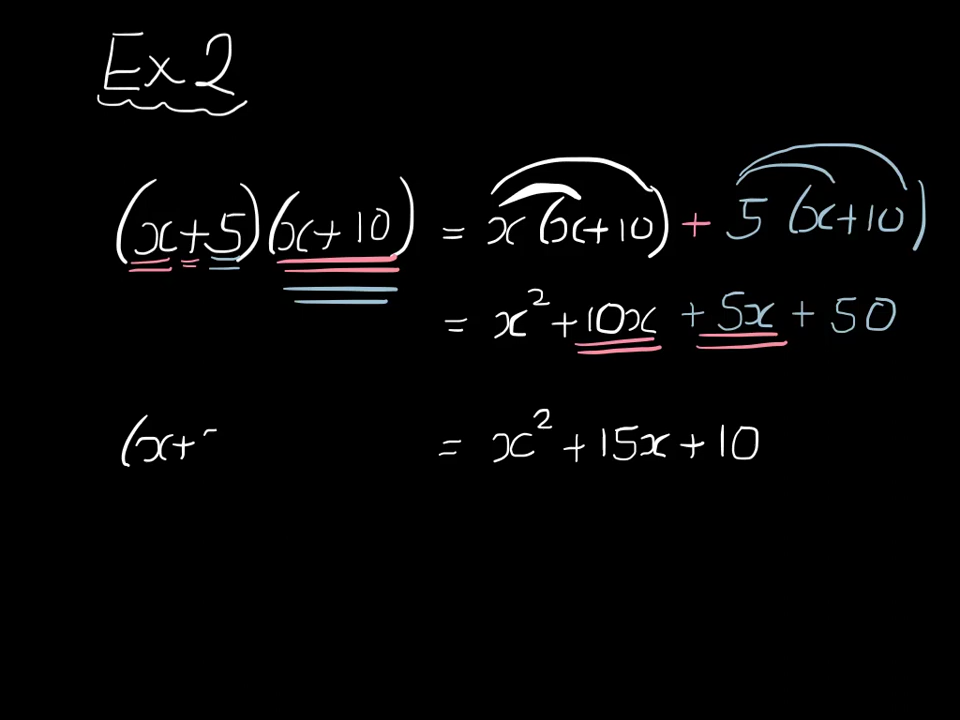 Ex 2
(x+5)(x+10) = x(x+10) + 5(x+10)
= x²+10x + 5x + 50
(x+ = x²+15x+10